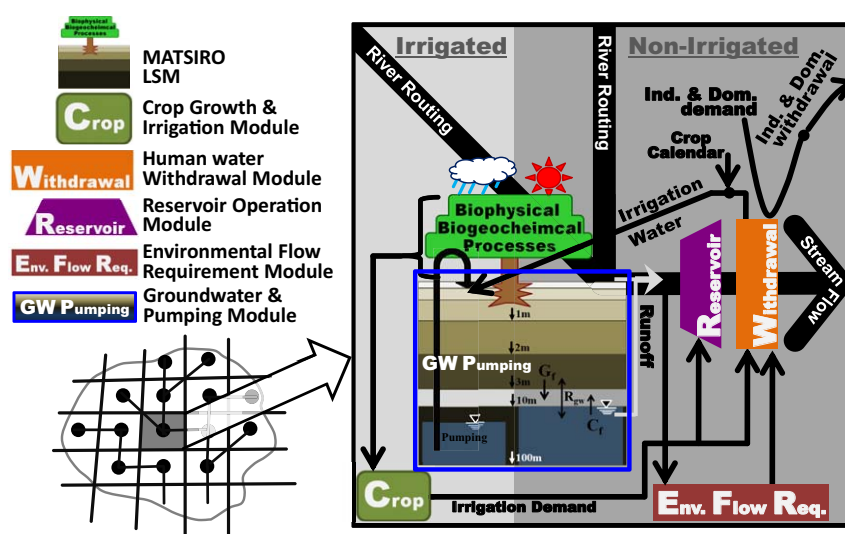 Biophysical
Biogeocheimcal
Processes
MATSIRO
LSM
Crop
Crop Growth &
Irrigation Module
Withdrawal
Human water
Withdrawal Module
Reservoir
Reservoir Operation
Module
Env. Flow Req.
Environmental Flow
Requirement Module
GW Pumping
Groundwater &
Pumping Module
Irrigated
Non-Irrigated
River Routing
River Routing
Ind. & Dom.
demand
Ind. & Dom.
withdrawal
Crop
Calendar
Irrigation
Water
Biophysical
Biogeocheimcal
Processes
Reservoir
Withdrawal
Stream
Flow
Runoff
1m
2m
GW Pumping
3m
10m
Gf
Rgw
Cf
Pumping
100m
Crop
Irrigation Demand
Env. Flow Req.